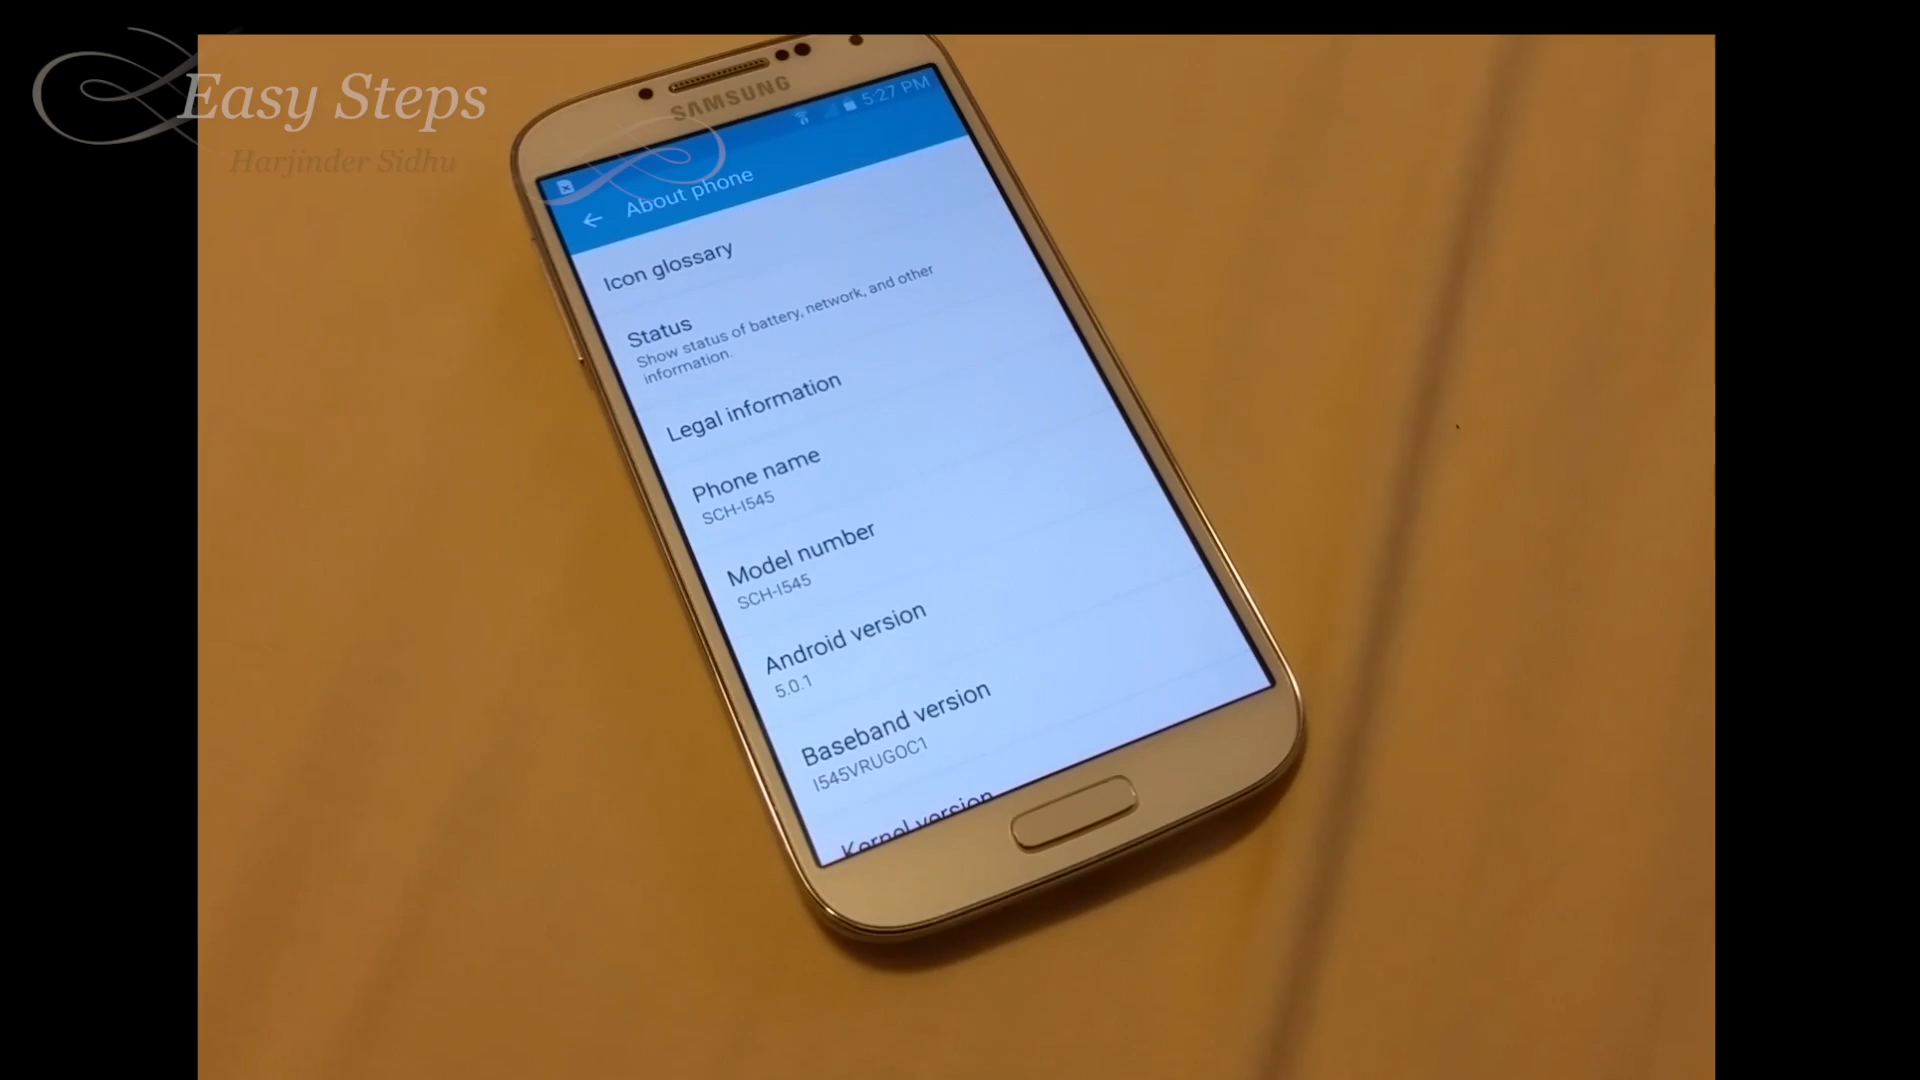 Easy Steps
Harjinder Sidhu
SAMSUNG
5:27 PM
About phone
Icon glossary
Status
Show status of battery, network, and other
information.
Legal information
Phone name
SCH-I545
Model number
SCH-I545
Android version
5.0.1
Baseband version
I545VRUGOC1
Kernel version